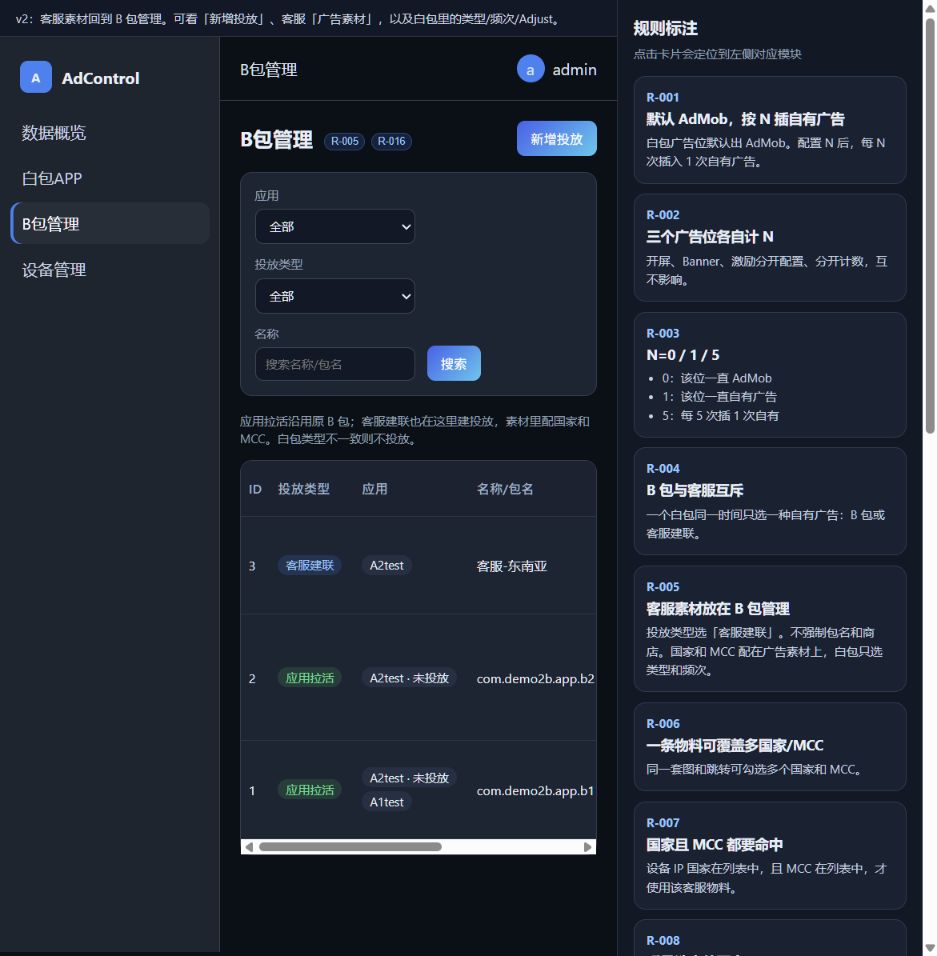 v2：客服素材回到 B 包管理。可看「新增投放」、客服「广告素材」，以及白包里的类型/频次/Adjust。
A
AdControl
数据概览
白包APP
B包管理
设备管理
B包管理
a
admin
B包管理
R-005
R-016
新增投放
应用
全部
投放类型
全部
名称
搜索名称/包名
搜索
应用拉活沿用原 B 包；客服建联也在这里建投放，素材里配国家和
MCC。白包类型不一致则不投放。
ID 投放类型 应用 名称/包名
3 客服建联 A2test 客服-东南亚
2 应用拉活 A2test · 未投放 com.demo2b.app.b2
A2test · 未投放
1 应用拉活 A1test com.demo2b.app.b1
规则标注
点击卡片会定位到左侧对应模块
R-001
默认 AdMob，按 N 插自有广告
白包广告位默认出 AdMob。配置 N 后，每 N
次插入 1 次自有广告。
R-002
三个广告位各自计 N
开屏、Banner、激励分开配置、分开计数，互
不影响。
R-003
N=0 / 1 / 5
• 0：该位一直 AdMob
• 1：该位一直自有广告
• 5：每 5 次插 1 次自有
R-004
B 包与客服互斥
一个白包同一时间只选一种自有广告：B 包或
客服建联。
R-005
客服素材放在 B 包管理
投放类型选「客服建联」。不强制包名和商
店。国家和 MCC 配在广告素材上，白包只选
类型和频次。
R-006
一条物料可覆盖多国家/MCC
同一套图和跳转可勾选多个国家和 MCC。
R-007
国家且 MCC 都要命中
设备 IP 国家在列表中，且 MCC 在列表中，才
使用该客服物料。
R-008